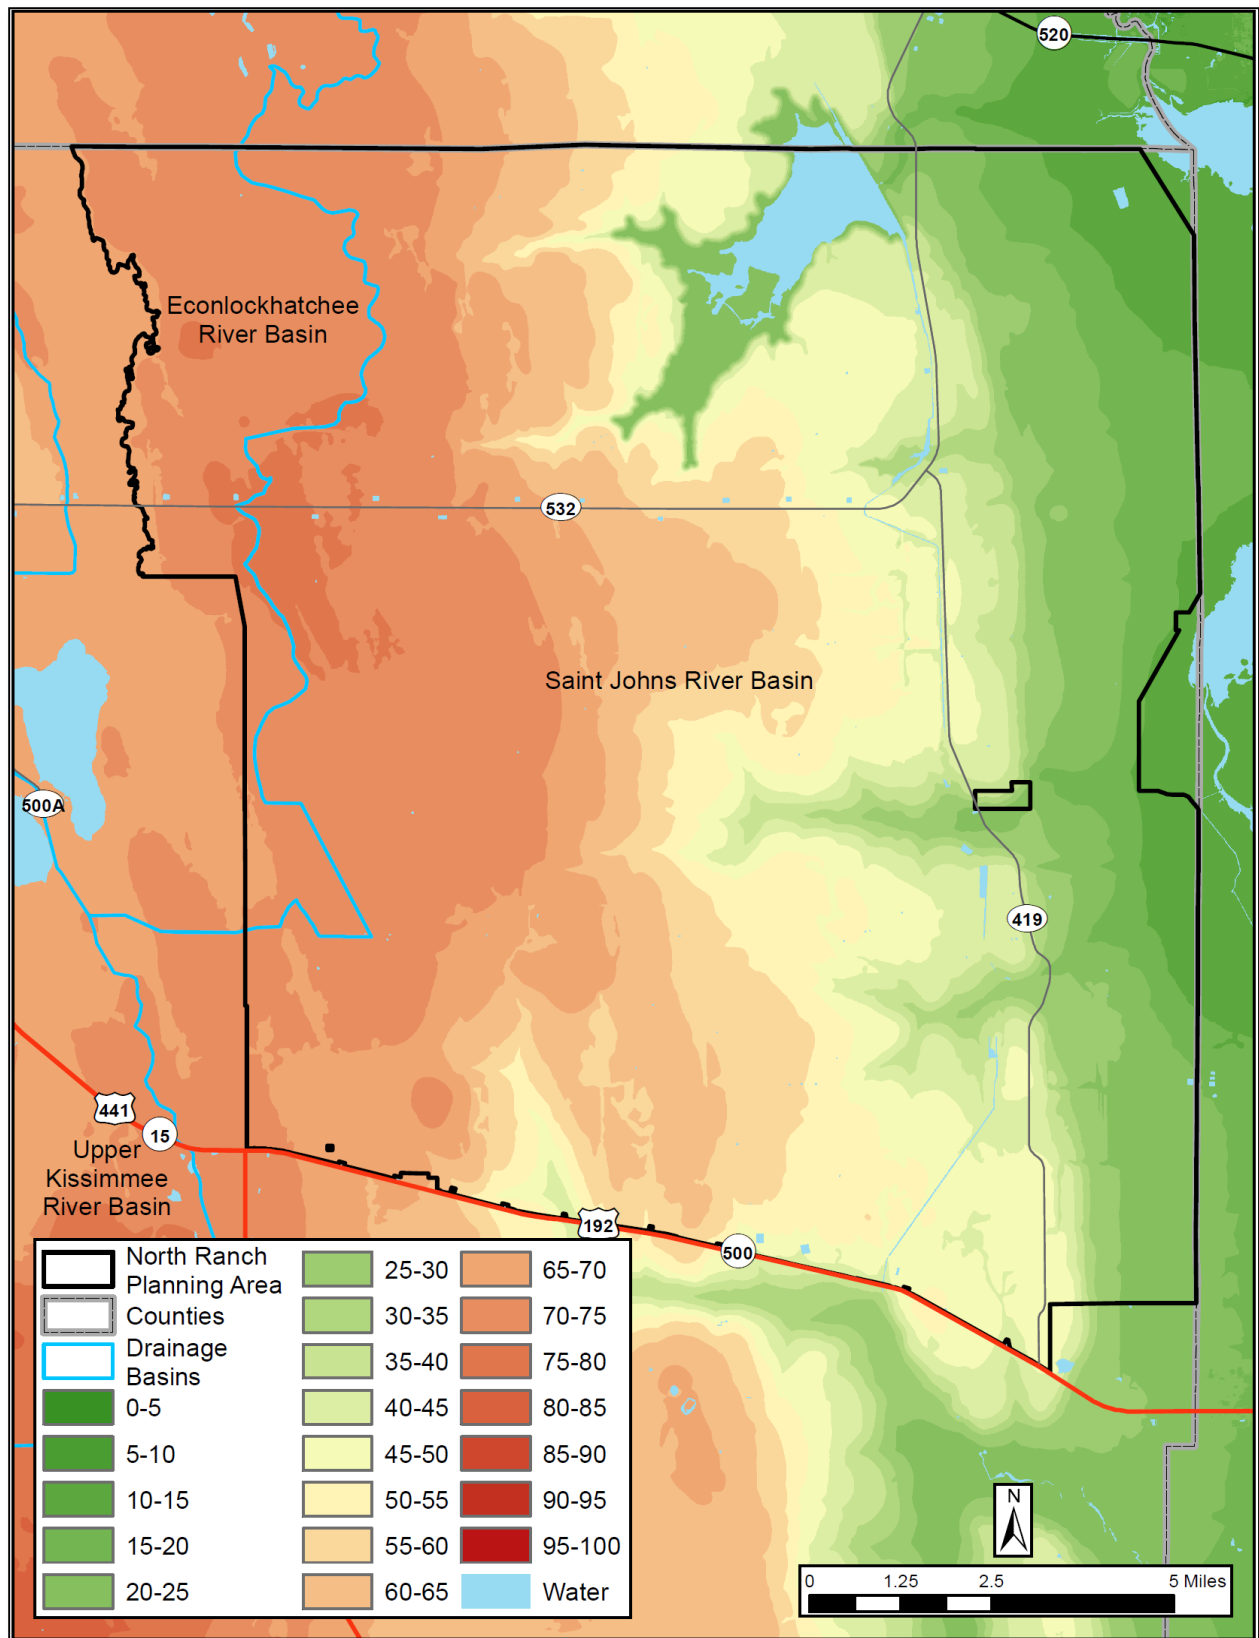 520
Econlockhatchee
River Basin
532
Saint Johns River Basin
500A
419
441
15
Upper
Kissimmee
River Basin
192
500
North Ranch
Planning Area
Counties
Drainage
Basins
0-5
5-10
10-15
15-20
20-25
25-30
30-35
35-40
40-45
45-50
50-55
55-60
60-65
65-70
70-75
75-80
80-85
85-90
90-95
95-100
Water
N
0 1.25 2.5 5 Miles